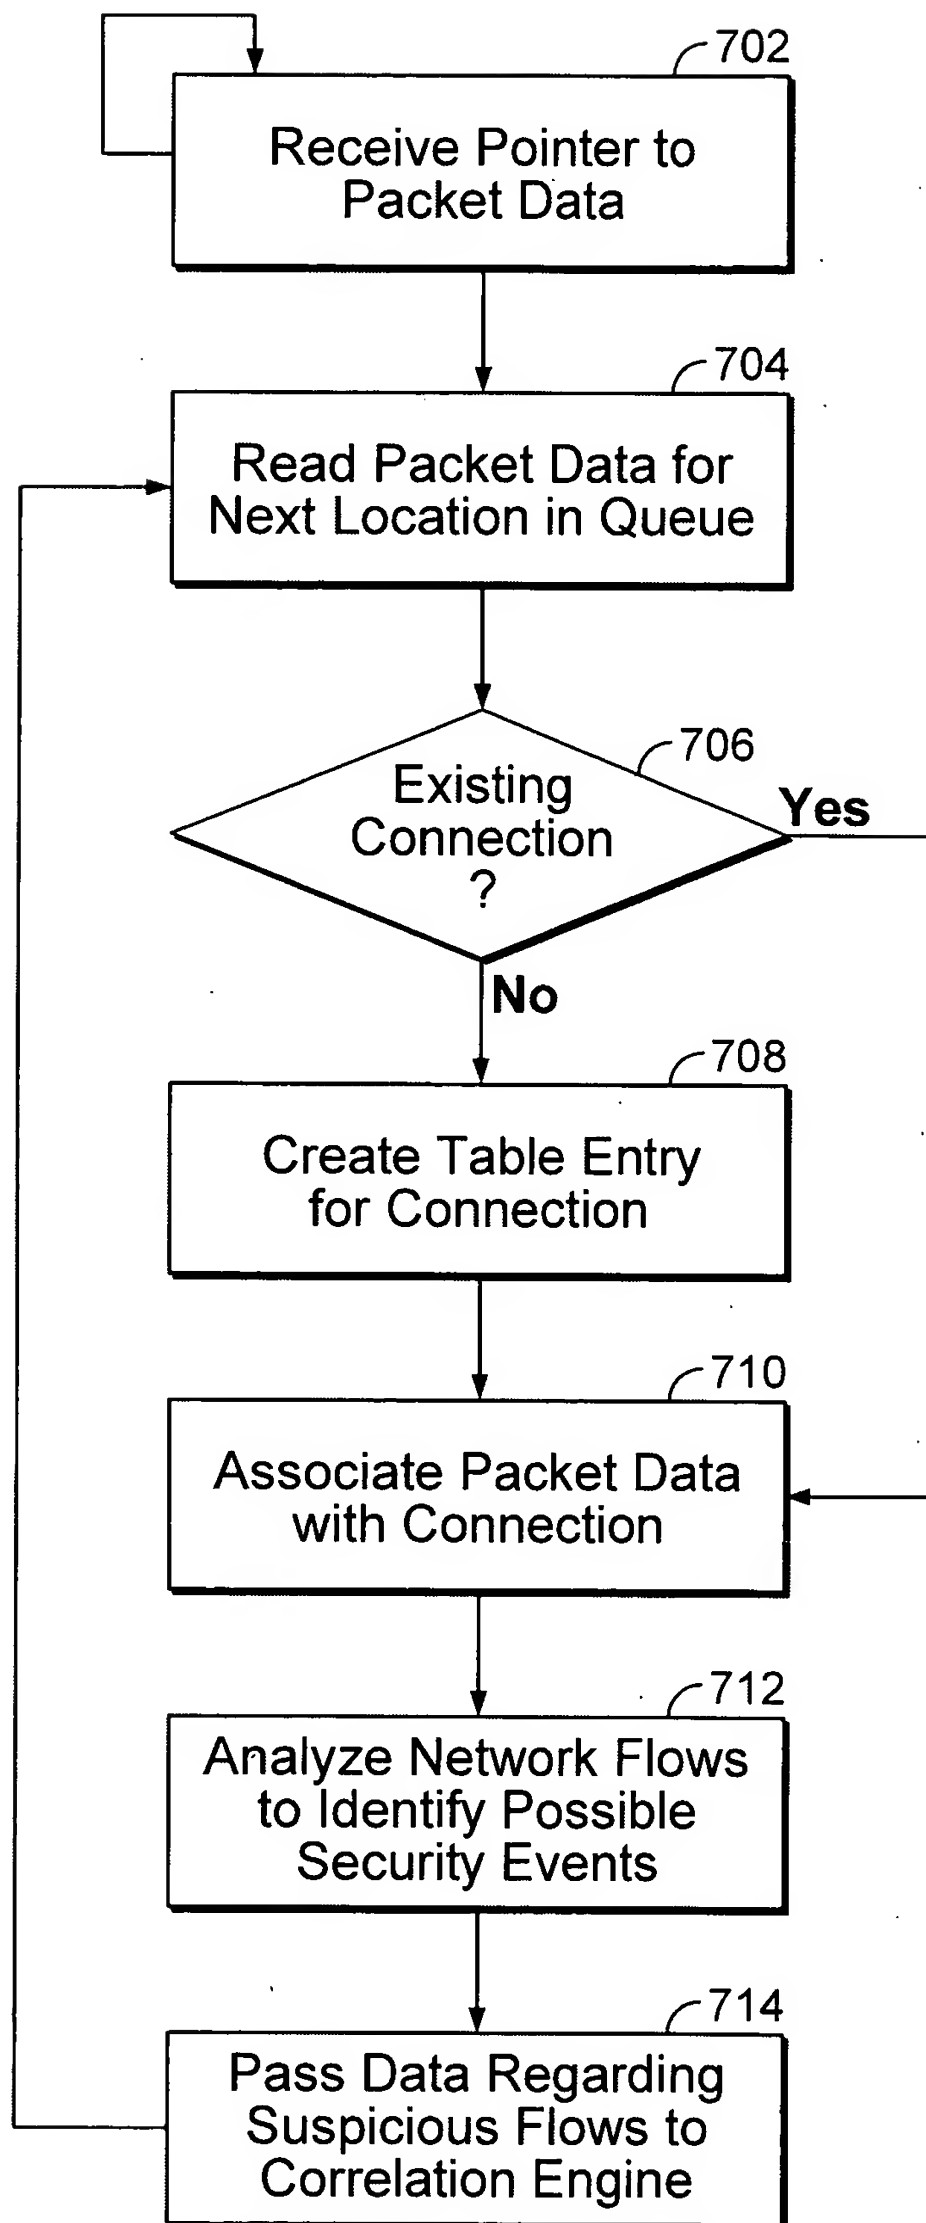 702
Receive Pointer to
Packet Data
704
Read Packet Data for
Next Location in Queue
706
Existing
Connection
?
Yes
No
708
Create Table Entry
for Connection
710
Associate Packet Data
with Connection
712
Analyze Network Flows
to Identify Possible
Security Events
714
Pass Data Regarding
Suspicious Flows to
Correlation Engine